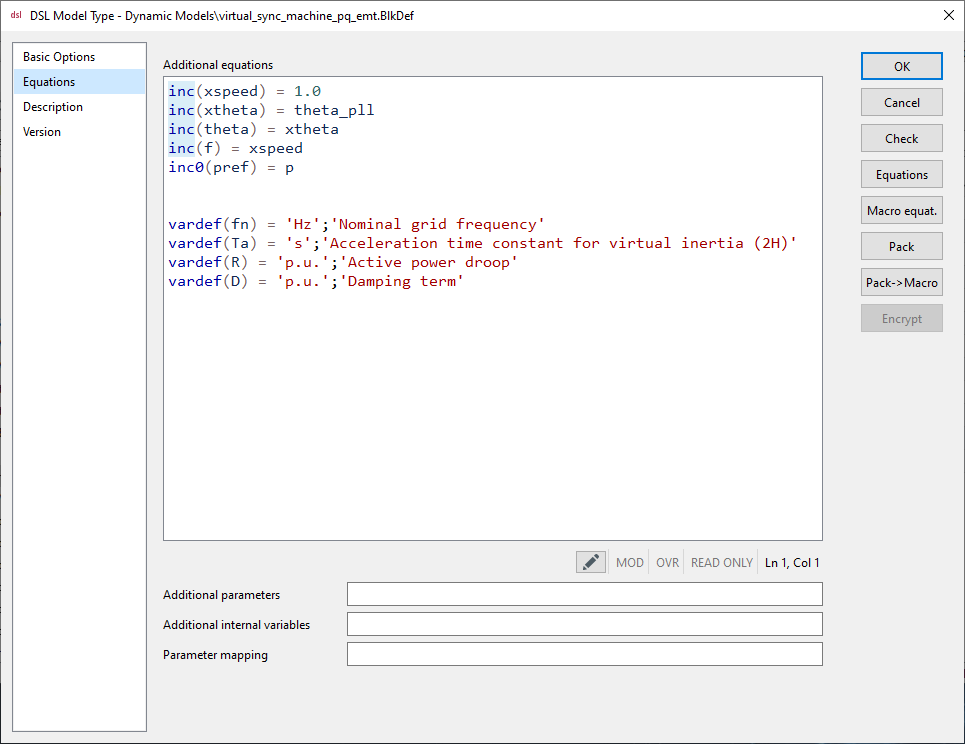 dsl DSL Model Type - Dynamic Models\virtual_sync_machine_pq_emt.BlkDef
Basic Options
Equations
Description
Version
Additional equations
inc(xspeed) = 1.0
inc(xtheta) = theta_pll
inc(theta) = xtheta
inc(f) = xspeed
inc0(pref) = p
vardef(fn) = 'Hz';'Nominal grid frequency'
vardef(Ta) = 's';'Acceleration time constant for virtual inertia (2H)'
vardef(R) = 'p.u.';'Active power droop'
vardef(D) = 'p.u.';'Damping term'
MOD OVR READ ONLY Ln 1, Col 1
Additional parameters
Additional internal variables
Parameter mapping
OK
Cancel
Check
Equations
Macro equat.
Pack
Pack->Macro
Encrypt